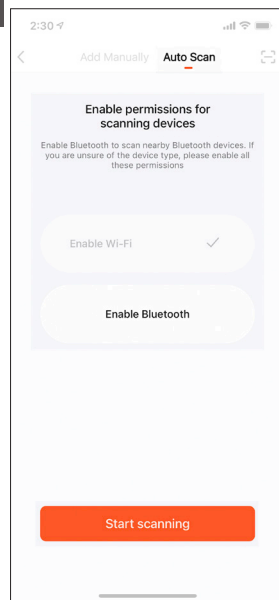 2:30
Add Manually Auto Scan
Enable permissions for
scanning devices
Enable Bluetooth to scan nearby Bluetooth devices. If
you are unsure of the device type, please enable all
these permissions
Enable Wi-Fi
Enable Bluetooth
Start scanning